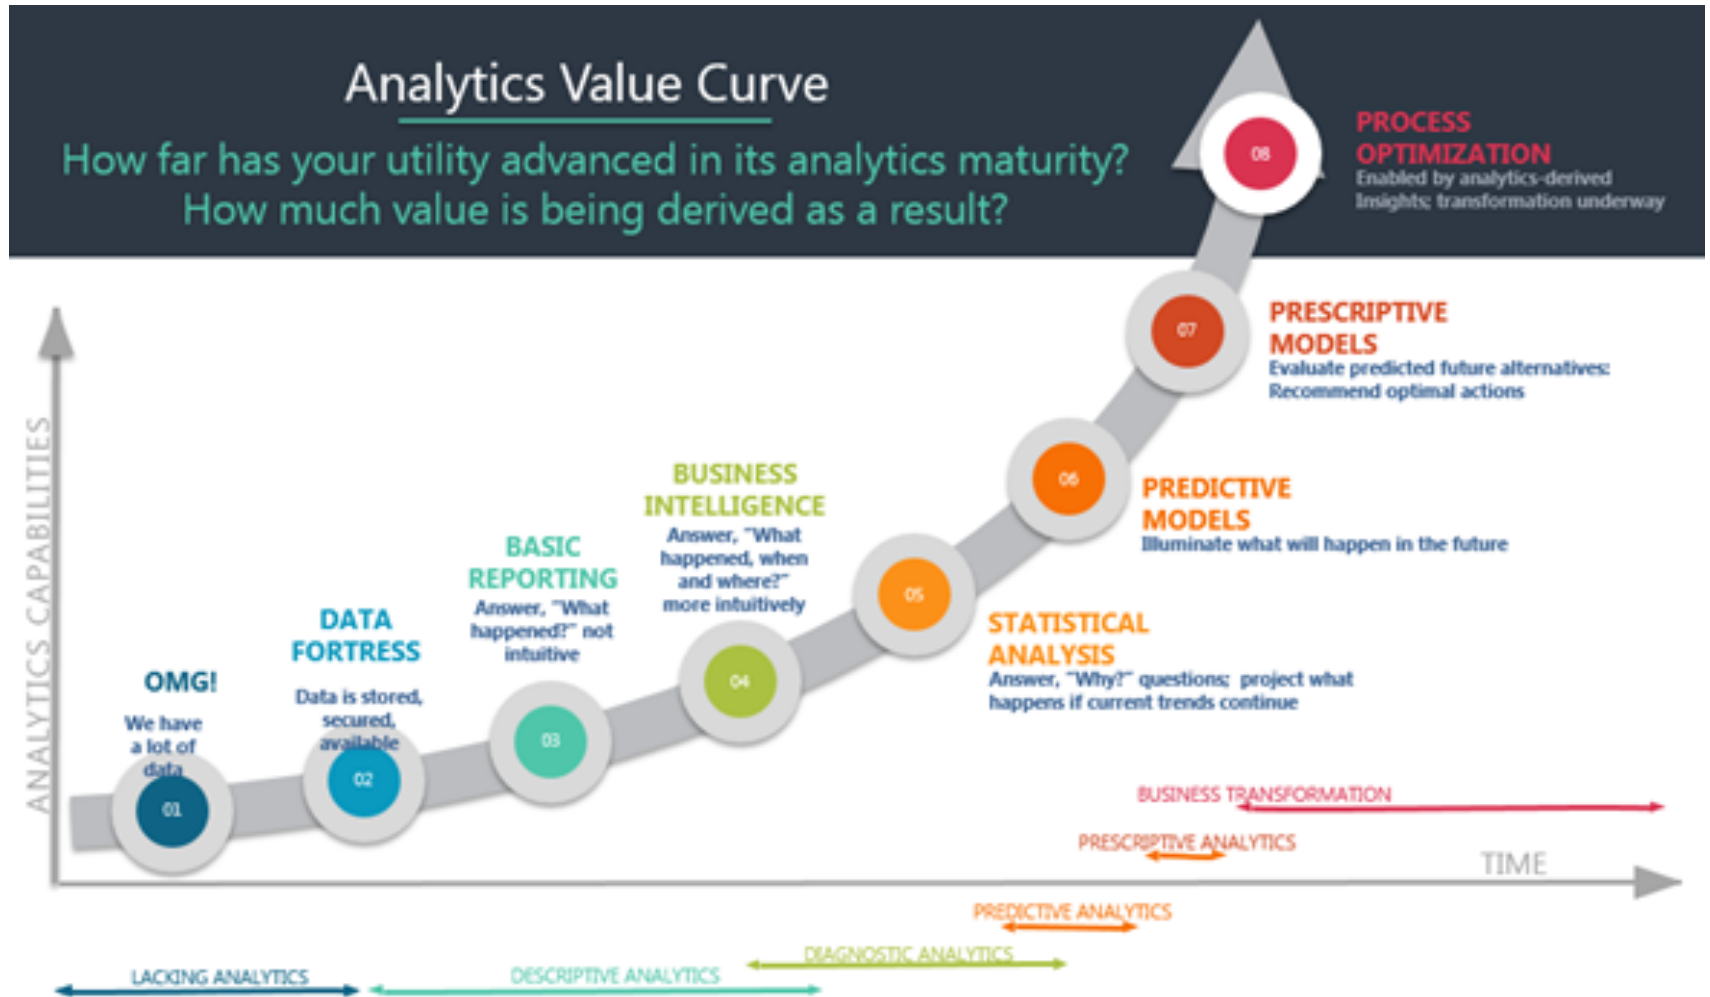 Analytics Value Curve
How far has your utility advanced in its analytics maturity?
How much value is being derived as a result?
08
PROCESS
OPTIMIZATION
Enabled by analytics-derived
Insights; transformation underway
07
PRESCRIPTIVE
MODELS
Evaluate predicted future alternatives:
Recommend optimal actions
06
PREDICTIVE
MODELS
Illuminate what will happen in the future
BUSINESS
INTELLIGENCE
Answer, "What
happened, when
and where?"
more intuitively
04
05
STATISTICAL
ANALYSIS
Answer, "Why?" questions; project what
happens if current trends continue
BASIC
REPORTING
Answer, "What
happened?" not
intuitive
03
DATA
FORTRESS
Data is stored,
secured,
available
02
OMG!
We have
a lot of
data
01
ANALYTICS CAPABILITIES
TIME
BUSINESS TRANSFORMATION
PRESCRIPTIVE ANALYTICS
PREDICTIVE ANALYTICS
DIAGNOSTIC ANALYTICS
DESCRIPTIVE ANALYTICS
LACKING ANALYTICS